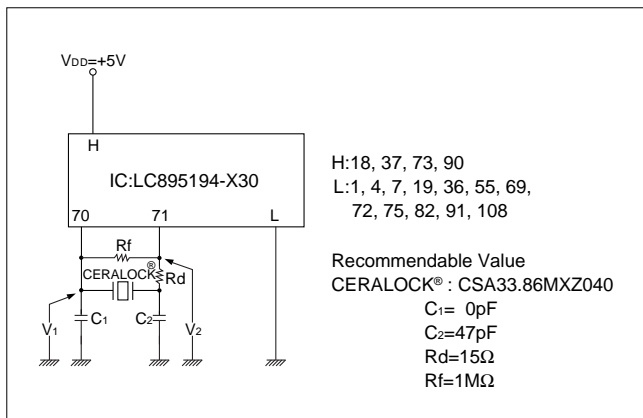 VDD=+5V
H
IC:LC895194-X30
70 71 L
Rf
CERALOCK®
Rd
V1 C1 C2 V2
H:18, 37, 73, 90
L:1, 4, 7, 19, 36, 55, 69,
72, 75, 82, 91, 108
Recommendable Value
CERALOCK® : CSA33.86MXZ040
C1= 0pF
C2=47pF
Rd=15Ω
Rf=1MΩ